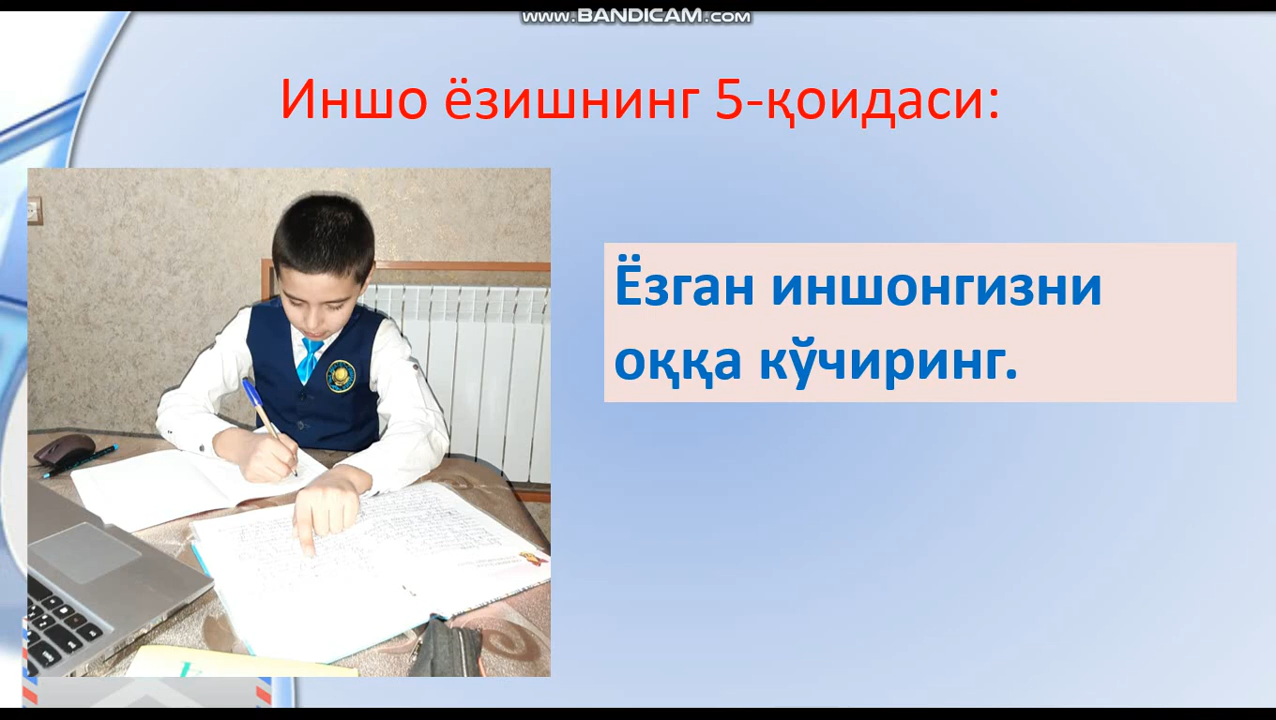 www.BANDICAM.com
Иншо ёзишнинг 5-қоидаси:
Ёзган иншонгизни
оққа кўчиринг.